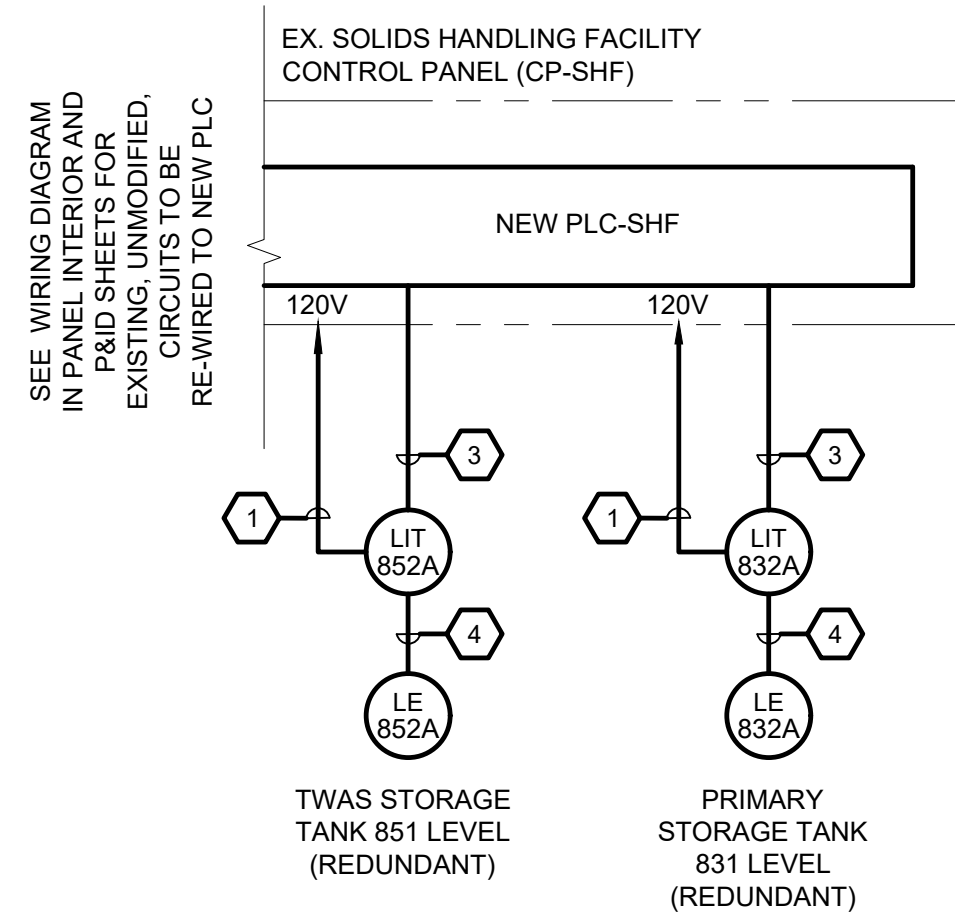 EX. SOLIDS HANDLING FACILITY
CONTROL PANEL (CP-SHF)
SEE WIRING DIAGRAM
IN PANEL INTERIOR AND
P&ID SHEETS FOR
EXISTING, UNMODIFIED,
CIRCUITS TO BE
RE-WIRED TO NEW PLC
NEW PLC-SHF
120V
120V
3
3
1
1
LIT
852A
LIT
832A
4
4
LE
852A
LE
832A
TWAS STORAGE
TANK 851 LEVEL
(REDUNDANT)
PRIMARY
STORAGE TANK
831 LEVEL
(REDUNDANT)